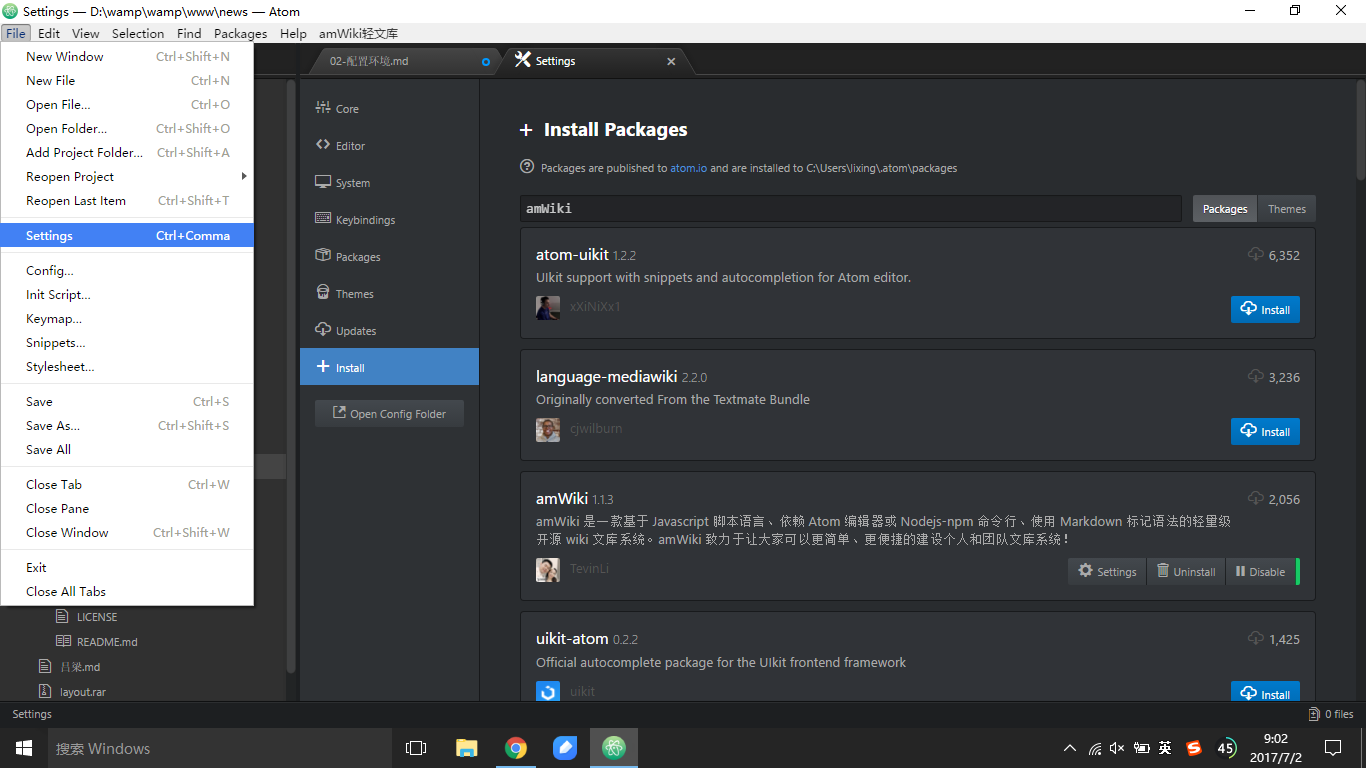 Settings — D:\wamp\wamp\www\news — Atom
File Edit View Selection Find Packages Help amWiki轻文库
New Window Ctrl+Shift+N
New File Ctrl+N
Open File... Ctrl+O
Open Folder... Ctrl+Shift+O
Add Project Folder... Ctrl+Shift+A
Reopen Project
Reopen Last Item Ctrl+Shift+T
Settings Ctrl+Comma
Config...
Init Script...
Keymap...
Snippets...
Stylesheet...
Save Ctrl+S
Save As... Ctrl+Shift+S
Save All
Close Tab Ctrl+W
Close Pane
Close Window Ctrl+Shift+W
Exit
Close All Tabs
LICENSE
README.md
吕梁.md
layout.rar
02-配置环境.md
Settings
Core
Editor
System
Keybindings
Packages
Themes
Updates
Install
Open Config Folder
Install Packages
Packages are published to atom.io and are installed to C:\Users\lixing\.atom\packages
amWiki
Packages Themes
atom-uikit 1.2.2 6,352
UIkit support with snippets and autocompletion for Atom editor.
xXiNiXx1
Install
language-mediawiki 2.2.0 3,236
Originally converted From the Textmate Bundle
cjwilburn
Install
amWiki 1.1.3 2,056
amWiki 是一款基于 Javascript 脚本语言、依赖 Atom 编辑器或 Nodejs-npm 命令行、使用 Markdown 标记语法的轻量级
开源 wiki 文库系统。amWiki 致力于让大家可以更简单、更便捷的建设个人和团队文库系统！
TevinLi
Settings Uninstall Disable
uikit-atom 0.2.2 1,425
Official autocomplete package for the UIkit frontend framework
uikit
Install
Settings 0 files
搜索 Windows
英
45
9:02
2017/7/2